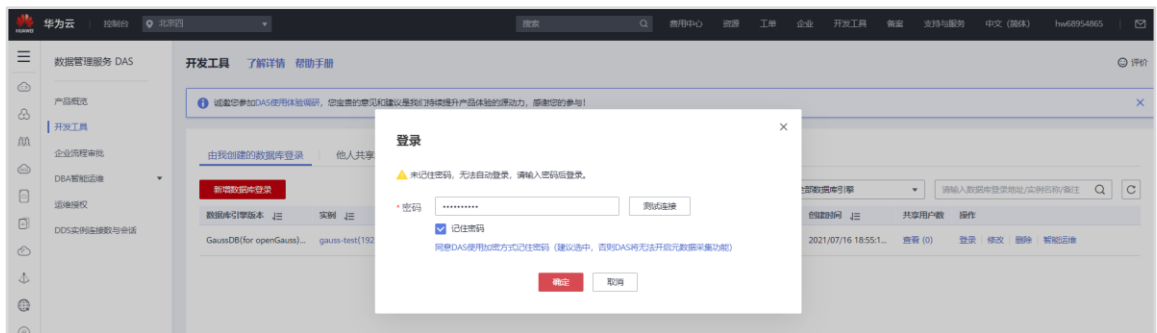 HUAWEI 华为云 控制台 北京四 搜索 费用中心 资源 工单 企业 开发工具 备案 支持与服务 中文 (简体) hw68954865
数据管理服务 DAS
开发工具 了解详情 帮助手册 评价
产品概览
诚邀您参加DAS使用体验调研，您宝贵的意见和建议是我们持续提升产品体验的源动力，感谢您的参与！
开发工具
企业流程审批
DBA智能运维
运维授权
DDS实例连接数与会话
由我创建的数据库登录 他人共享
新增数据库登录
全部数据库引擎 请输入数据库登录地址/实例名称/备注
数据库引擎版本 实例 创建时间 共享用户数 操作
GaussDB(for openGauss)... gauss-test(192 2021/07/16 18:55:1... 查看 (0) 登录 修改 删除 智能运维
登录
未记住密码，无法自动登录，请输入密码后登录。
*密码 ·········· 测试连接
记住密码
同意DAS使用加密方式记住密码（建议选中，否则DAS将无法开启元数据采集功能）
确定 取消